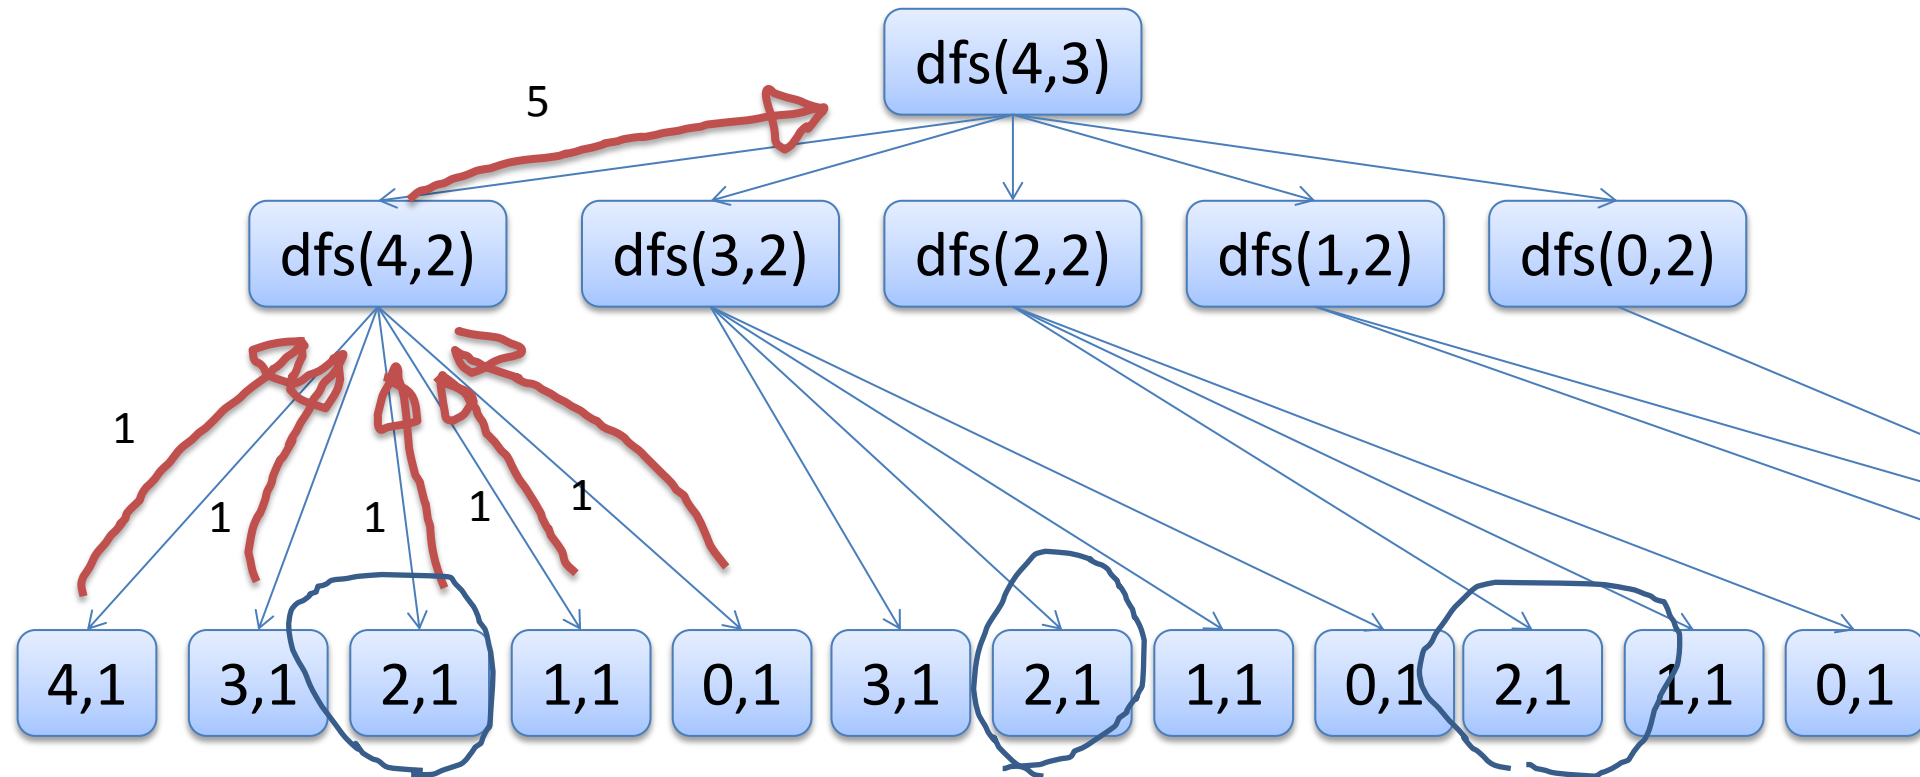 dfs(4,3)
5
dfs(4,2) dfs(3,2) dfs(2,2) dfs(1,2) dfs(0,2)
1
1 1 1 1
4,1 3,1 2,1 1,1 0,1 3,1 2,1 1,1 0,1 2,1 1,1 0,1